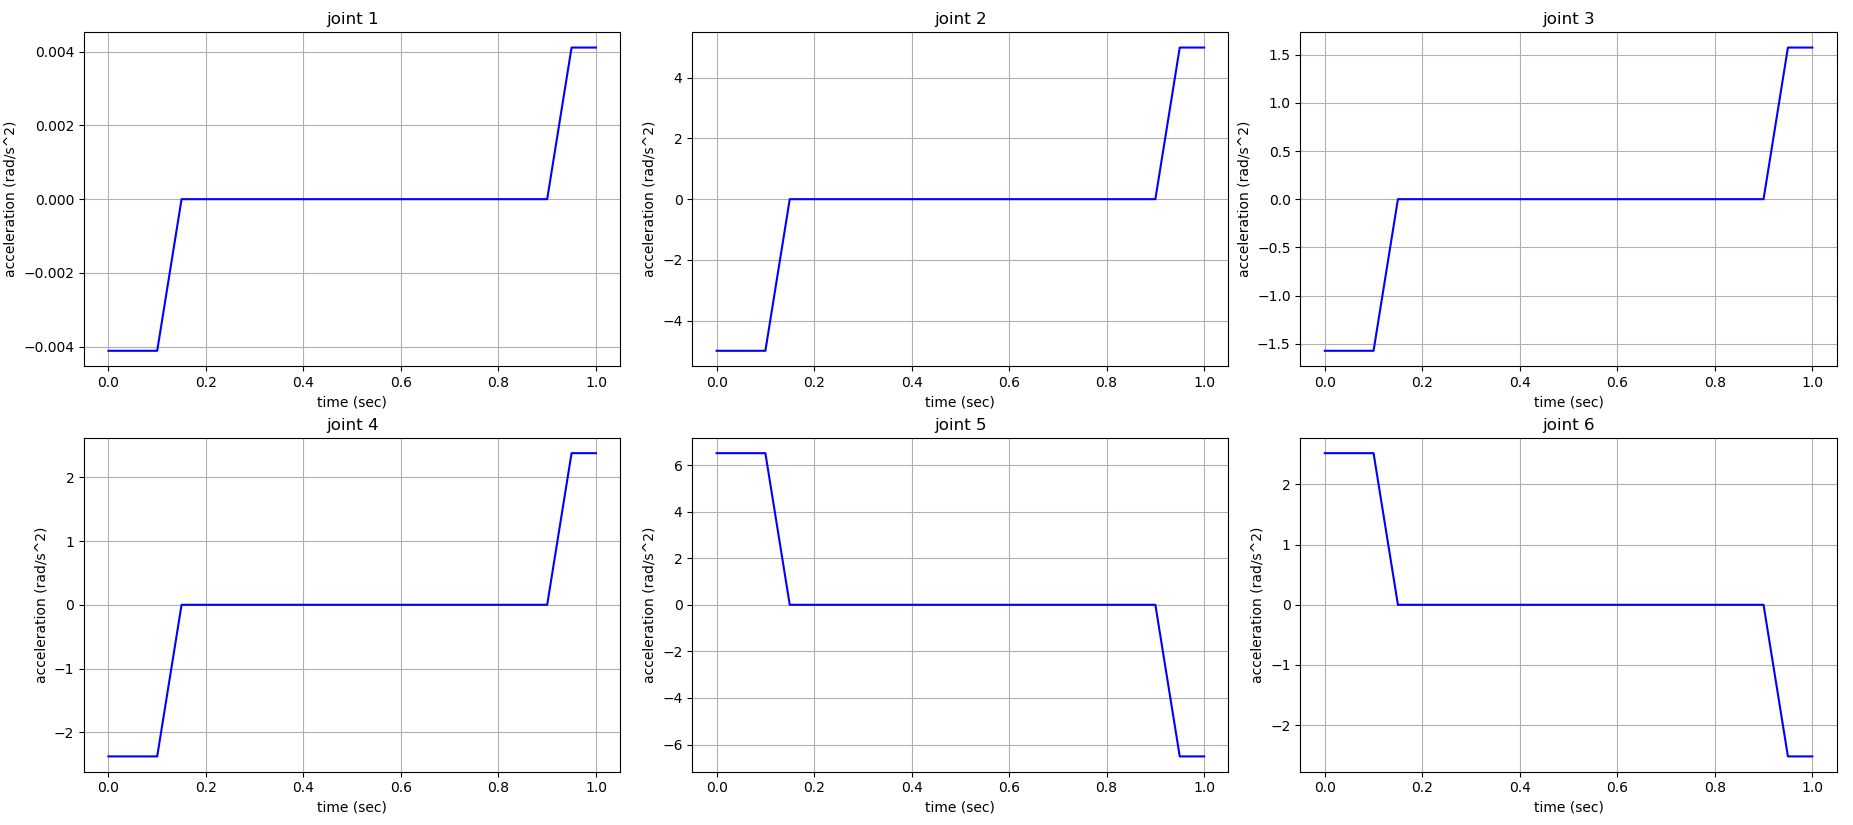 joint 1
0.004
0.002
0.000
−0.002
−0.004
acceleration (rad/s^2)
0.0 0.2 0.4 0.6 0.8 1.0
time (sec)
joint 2
4
2
0
−2
−4
acceleration (rad/s^2)
0.0 0.2 0.4 0.6 0.8 1.0
time (sec)
joint 3
1.5
1.0
0.5
0.0
−0.5
−1.0
−1.5
acceleration (rad/s^2)
0.0 0.2 0.4 0.6 0.8 1.0
time (sec)
joint 4
2
1
0
−1
−2
acceleration (rad/s^2)
0.0 0.2 0.4 0.6 0.8 1.0
time (sec)
joint 5
6
4
2
0
−2
−4
−6
acceleration (rad/s^2)
0.0 0.2 0.4 0.6 0.8 1.0
time (sec)
joint 6
2
1
0
−1
−2
acceleration (rad/s^2)
0.0 0.2 0.4 0.6 0.8 1.0
time (sec)